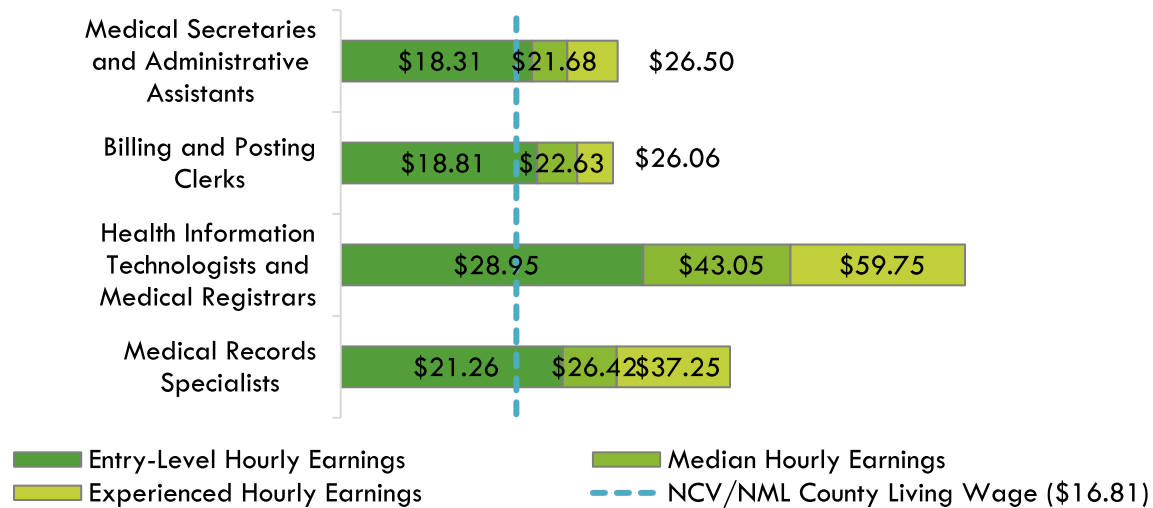 Medical Secretaries
and Administrative
Assistants
$18.31 $21.68 $26.50
Billing and Posting
Clerks
$18.81 $22.63 $26.06
Health Information
Technologists and
Medical Registrars
$28.95 $43.05 $59.75
Medical Records
Specialists
$21.26 $26.42 $37.25
Entry-Level Hourly Earnings
Median Hourly Earnings
Experienced Hourly Earnings
NCV/NML County Living Wage ($16.81)